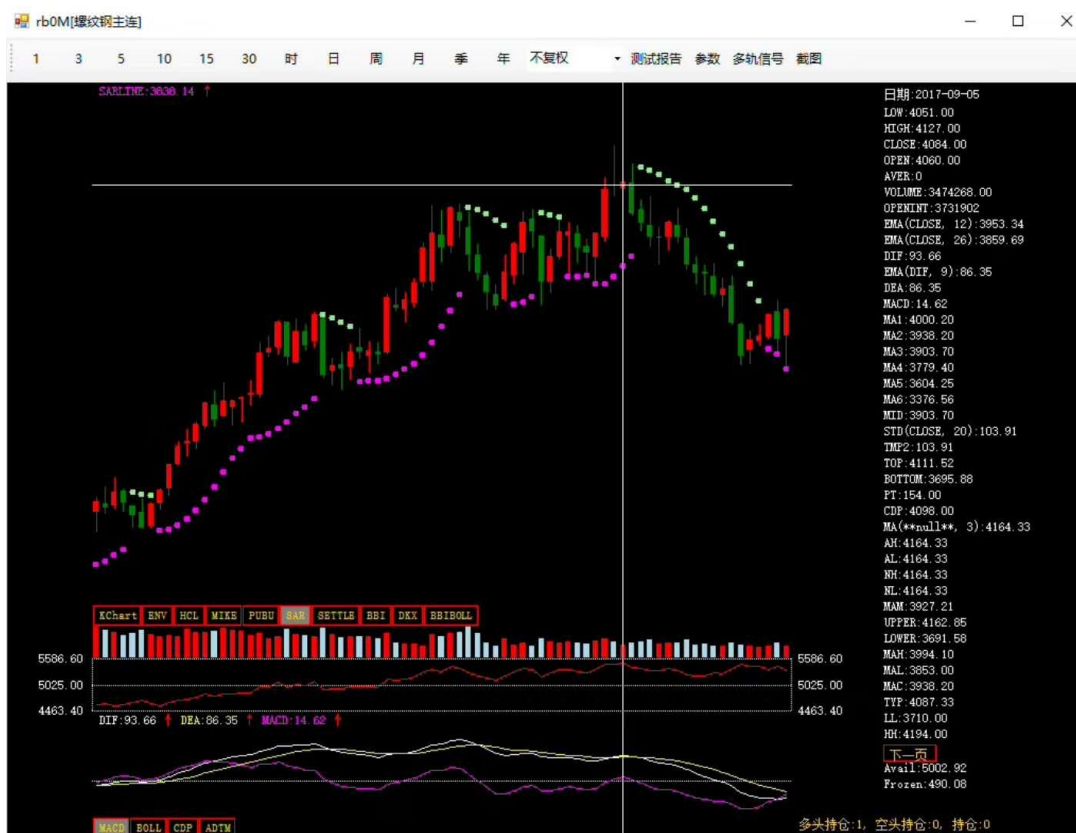 rb0M[螺纹钢主连]
1 3 5 10 15 30 时 日 周 月 季 年 不复权 测试报告 参数 多轨信号 截图
SARLINE:3838.14 ↑
日期:2017-09-05
LOW:4051.00
HIGH:4127.00
CLOSE:4084.00
OPEN:4060.00
AVER:0
VOLUME:3474268.00
OPENINT:3731902
EMA(CLOSE, 12):3953.34
EMA(CLOSE, 26):3859.69
DIF:93.66
EMA(DIF, 9):86.35
DEA:86.35
MACD:14.62
MA1:4000.20
MA2:3938.20
MA3:3903.70
MA4:3779.40
MA5:3604.25
MA6:3376.56
MID:3903.70
STD(CLOSE, 20):103.91
TMP2:103.91
TOP:4111.52
BOTTOM:3695.88
PT:154.00
CDP:4098.00
MA(**null**, 3):4164.33
AH:4164.33
AL:4164.33
NH:4164.33
NL:4164.33
MAM:3927.21
UPPER:4162.85
LOWER:3691.58
MAH:3994.10
MAL:3853.00
MAC:3938.20
TYP:4087.33
LL:3710.00
HH:4194.00
下一页
Avail:5002.92
Frozen:490.08
KChart ENV HCL MIKE PUBU SAR SETTLE BBI DKX BBIBOLL
5586.60 5586.60
5025.00 5025.00
4463.40 4463.40
DIF:93.66 ↑ DEA:86.35 ↑ MACD:14.62 ↑
MACD BOLL CDP ADTM
多头持仓:1, 空头持仓:0, 持仓:0